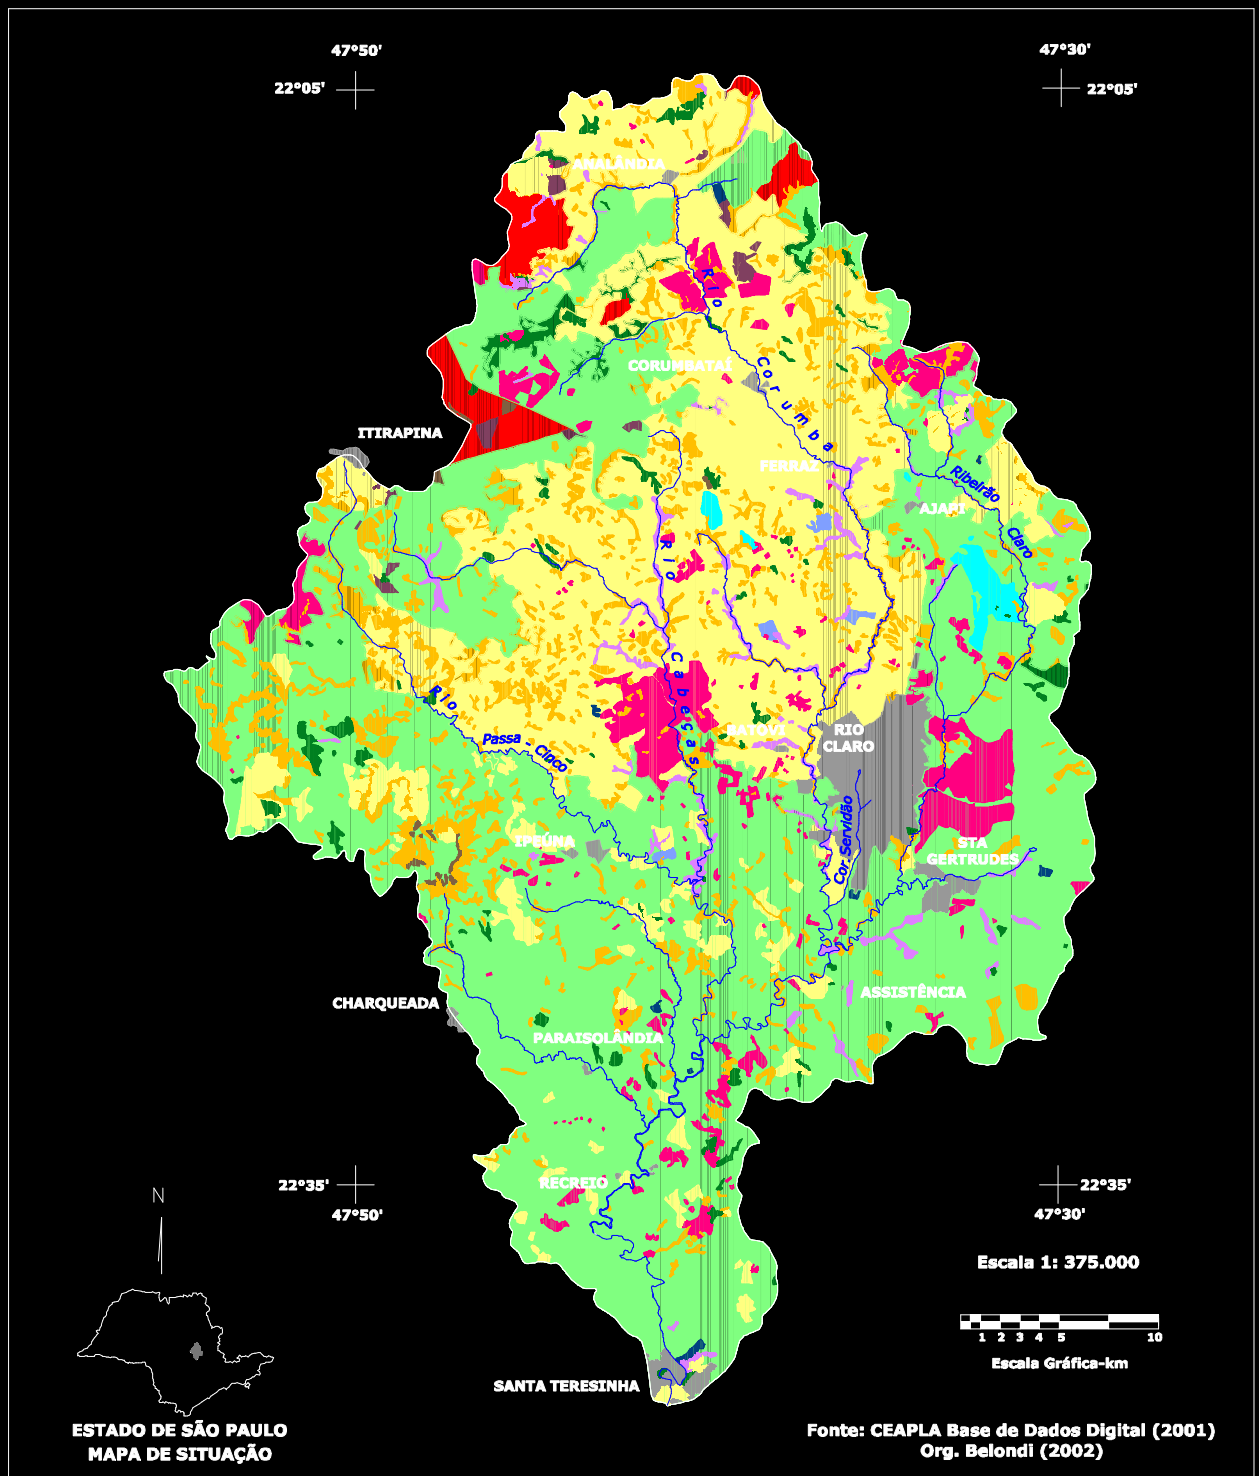 47°50'
47°30'
22°05'
22°05'
ANALÂNDIA
Rio
CORUMBATAÍ
Corumba
ITIRAPINA
FERRAZ
Ribeirão
AJAPI
Claro
Rio
Cabeças
Rio
Passa - Cinco
BATOVI
RIO
CLARO
Cor. Servidão
IPEÚNA
STA
GERTRUDES
CHARQUEADA
ASSISTÊNCIA
PARAISOLÂNDIA
22°35'
47°50'
RECREIO
22°35'
47°30'
N
Escala 1: 375.000
1 2 3 4 5 10
Escala Gráfica-km
SANTA TERESINHA
ESTADO DE SÃO PAULO
MAPA DE SITUAÇÃO
Fonte: CEAPLA Base de Dados Digital (2001)
Org. Belondi (2002)